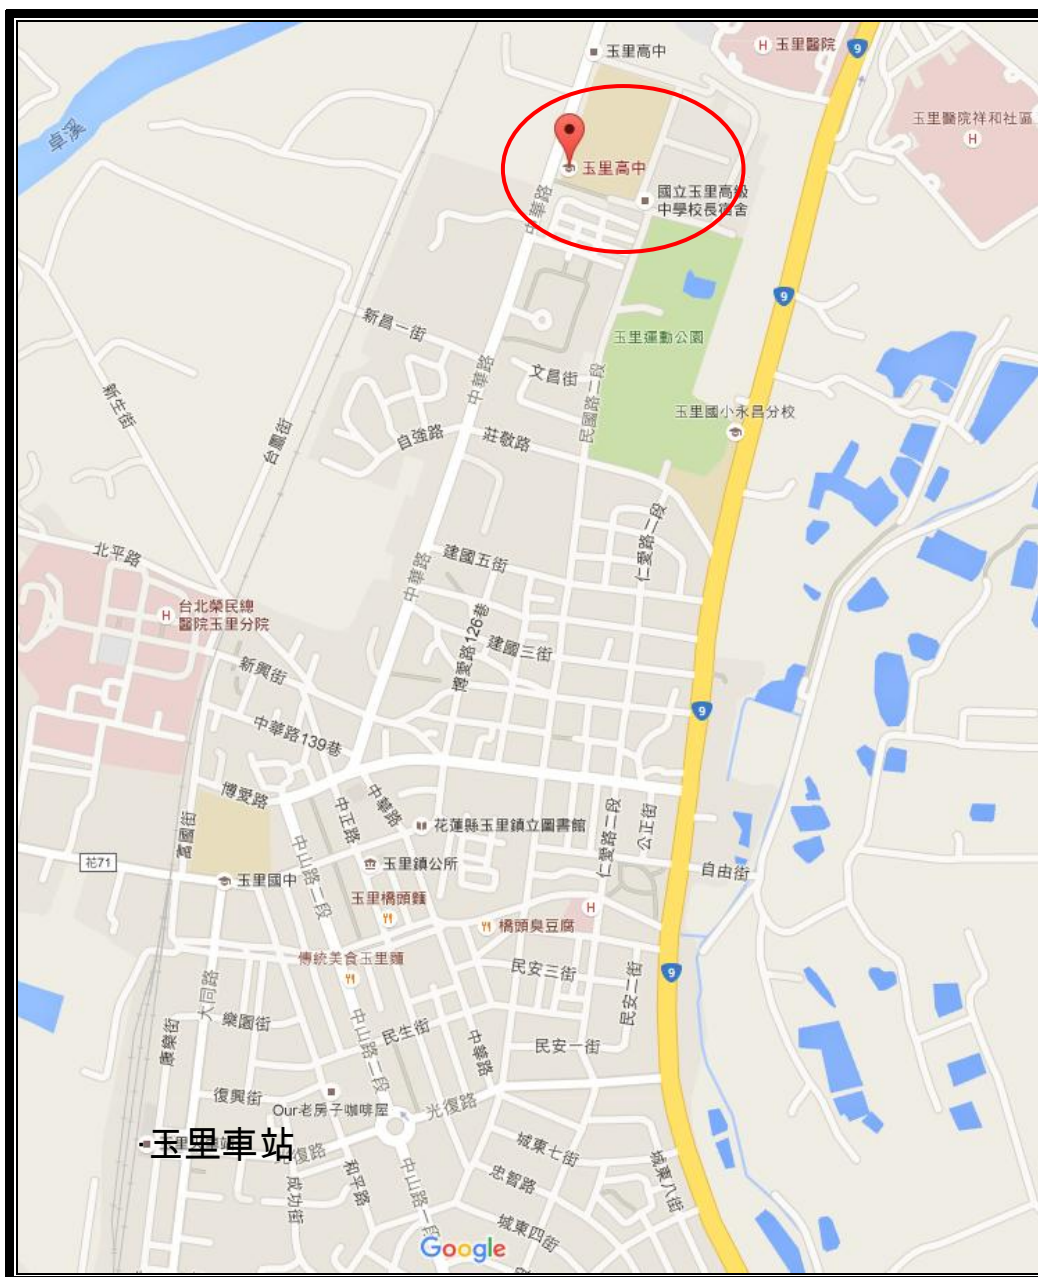 玉里高中
玉里醫院
9
玉里醫院祥和社區
H
H
卓溪
玉里高中
國立玉里高級
中學校長宿舍
中華路
9
新昌一街
玉里運動公園
中華路
文昌街
民國路二段
新生街
台鳳街
自強路
莊敬路
玉里國小永昌分校
仁愛路二段
北平路
中華路
建國五街
H
台北榮民總
醫院玉里分院
博愛路126巷
建國三街
新興街
中華路139巷
9
博愛路
中正路
中華路
花蓮縣玉里鎮立圖書館
仁愛路二段
公正街
富國街
中山路二段
花71
玉里國中
玉里鎮公所
自由街
玉里橋頭麵
H
橋頭臭豆腐
傳統美食玉里麵
民安三街
9
民安二街
大同路
樂園街
康樂街
民生街
中山路二段
中華路
民安一街
復興街
Our老房子咖啡屋
光復路
玉里車站
光復路
城東七街
和平路
中山路一段
忠智路
城東八街
成功街
城東四街
Google